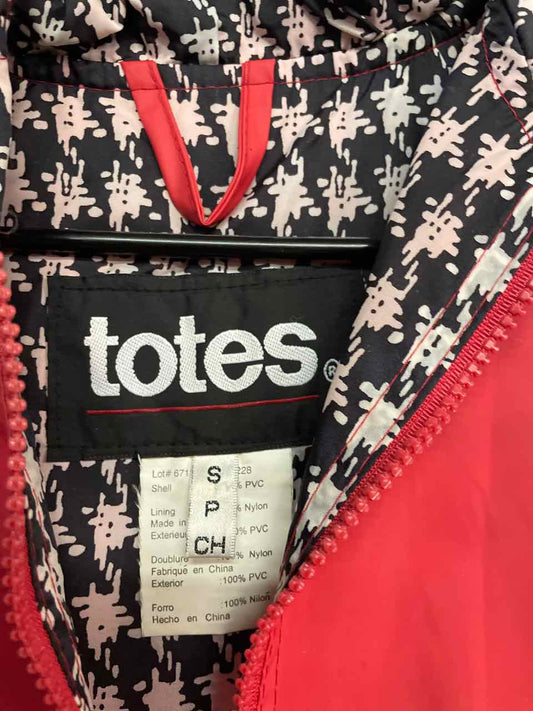 totes®
S
P
CH
Lot# 671 228
Shell % PVC
Lining % Nylon
Made in
Exterieur % PVC
Doublure % Nylon
Fabriqué en China
Exterior :100% PVC
Forro :100% Nilón
Hecho en China